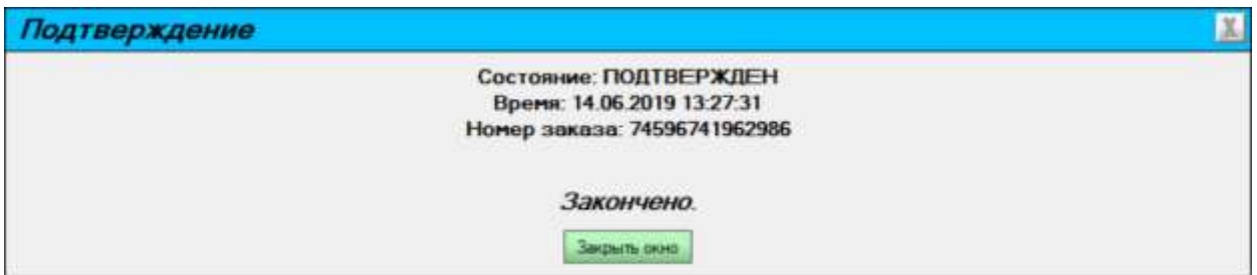 Подтверждение
X
Состояние: ПОДТВЕРЖДЕН
Время: 14.06.2019 13:27:31
Номер заказа: 74596741962986
Закончено.
Закрыть окно